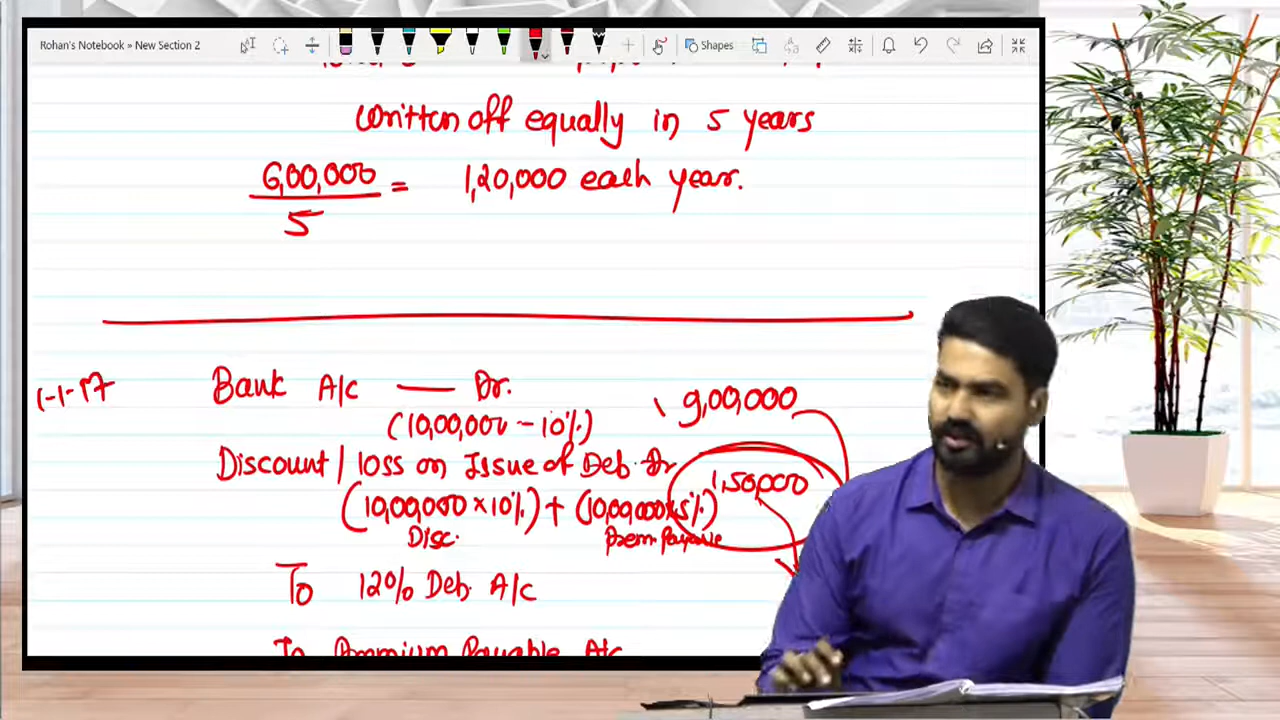 Rohan's Notebook » New Section 2
Shapes
Written off equally in 5 years
6,00,000
5
= 1,20,000 each year.
1-1-17 Bank A/c — Dr. 9,00,000
(10,00,000 - 10%)
Discount / loss on Issue of Deb. Dr 1,50,000
(10,00,000 × 10%) + (10,00,000 x 5%)
Disc. Prem. Payable
To 12% Deb. A/c
To Payable A/c